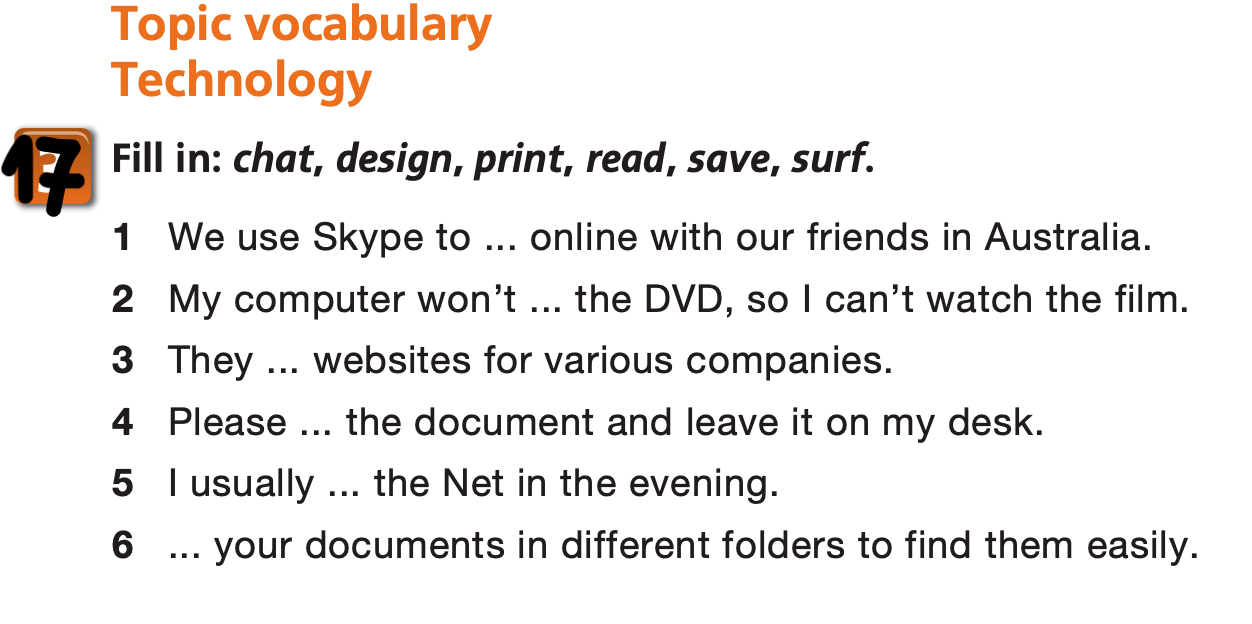 Topic vocabulary
Technology
17 Fill in: chat, design, print, read, save, surf.
1 We use Skype to ... online with our friends in Australia.
2 My computer won’t ... the DVD, so I can’t watch the film.
3 They ... websites for various companies.
4 Please ... the document and leave it on my desk.
5 I usually ... the Net in the evening.
6 ... your documents in different folders to find them easily.